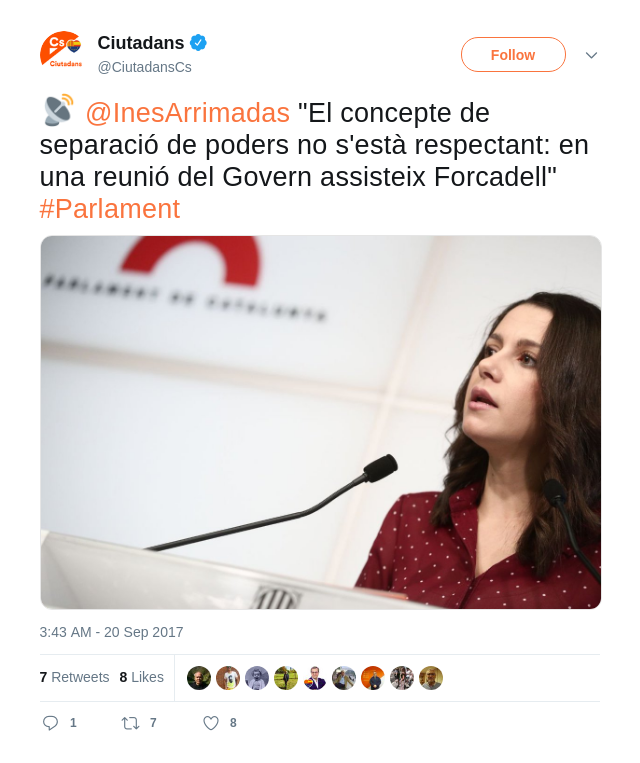 Cs
Ciutadans
Ciutadans
@CiutadansCs
Follow
@InesArrimadas "El concepte de
separació de poders no s'està respectant: en
una reunió del Govern assisteix Forcadell"
#Parlament
PARLAMENT DE CATALUNYA
3:43 AM - 20 Sep 2017
7 Retweets 8 Likes
1 7 8